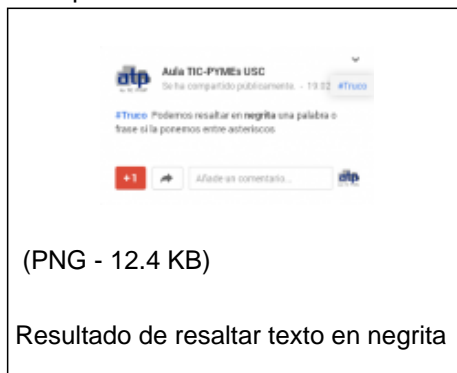 atp
Aula TIC-PYMEs USC
Se ha compartido públicamente. - 19:32
#Truco
#Truco Podemos resaltar en negrita una palabra o
frase si la ponemos entre asteriscos
+1
Añade un comentario...
atp
(PNG - 12.4 KB)
Resultado de resaltar texto en negrita